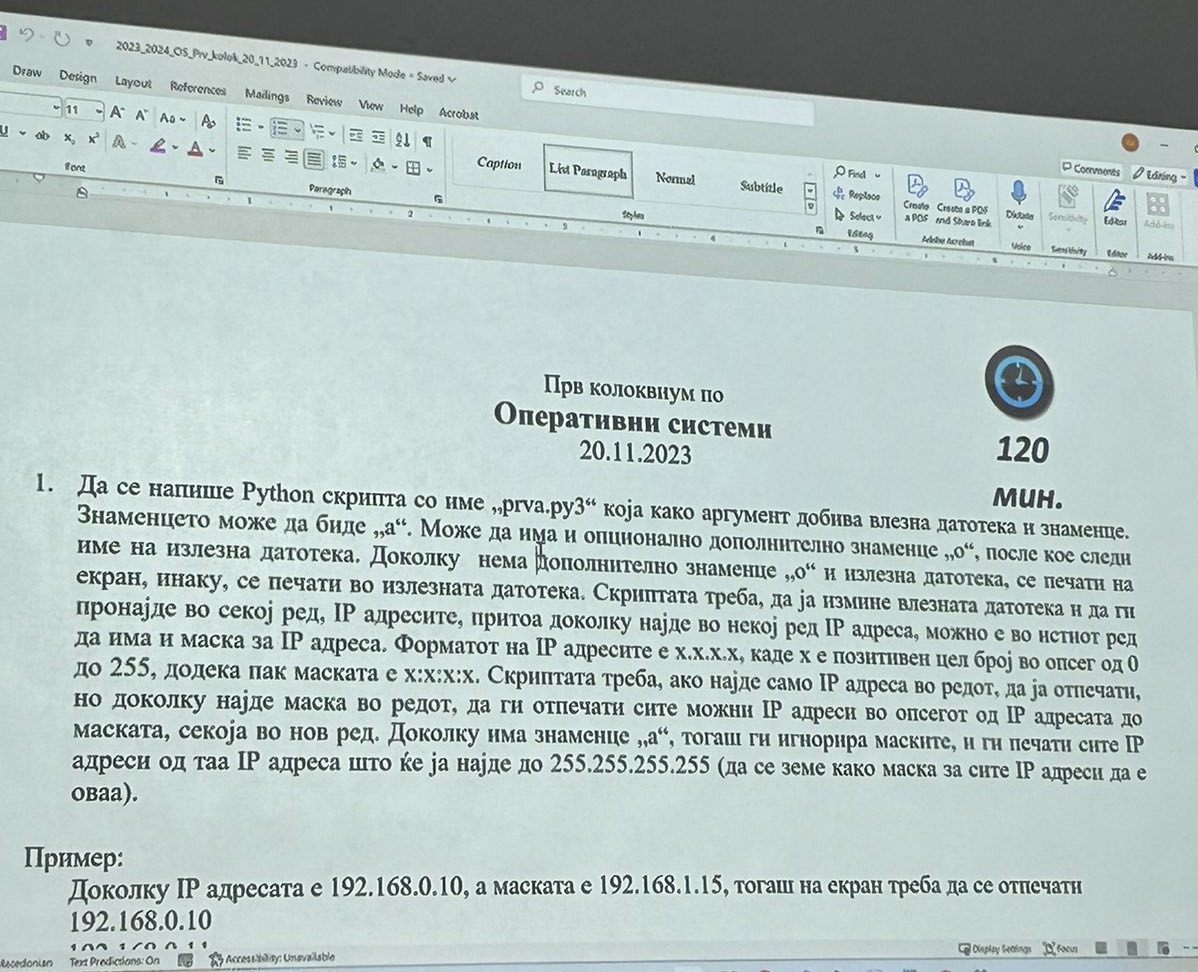 2023_2024_OS_Prv_kolok_20_11_2023 - Compatibility Mode • Saved
Search
Draw Design Layout References Mailings Review View Help Acrobat
11
Caption
List Paragraph
Normal
Subtitle
Find
Replace
Select
Create a PDF
Create a PDF and Share link
Dictate
Sensitivity
Editor
Add-ins
Comments
Editing
Font
Paragraph
Styles
Editing
Adobe Acrobat
Voice
Sensitivity
Editor
Add-ins
Прв колоквиум по
Оперативни системи
20.11.2023
120
мин.
1. Да се напише Python скрипта со име „prva.py3“ која како аргумент добива влезна датотека и знаменце.
Знаменцето може да биде „a“. Може да има и опционално дополнително знаменце „o“, после кое следи
име на излезна датотека. Доколку нема дополнително знаменце „o“ и излезна датотека, се печати на
екран, инаку, се печати во излезната датотека. Скриптата треба, да ја измине влезната датотека и да ги
пронајде во секој ред, IP адресите, притоа доколку најде во некој ред IP адреса, можно е во истиот ред
да има и маска за IP адреса. Форматот на IP адресите е x.x.x.x, каде x е позитивен цел број во опсег од 0
до 255, додека пак маската е x:x:x:x. Скриптата треба, ако најде само IP адреса во редот, да ја отпечати,
но доколку најде маска во редот, да ги отпечати сите можни IP адреси во опсегот од IP адресата до
маската, секоја во нов ред. Доколку има знаменце „a“, тогаш ги игнорира маските, и ги печати сите IP
адреси од таа IP адреса што ќе ја најде до 255.255.255.255 (да се земе како маска за сите IP адреси да е
оваа).
Пример:
Доколку IP адресата е 192.168.0.10, а маската е 192.168.1.15, тогаш на екран треба да се отпечати
192.168.0.10
Text Predictions: On
Accessibility: Unavailable
Display Settings
Focus